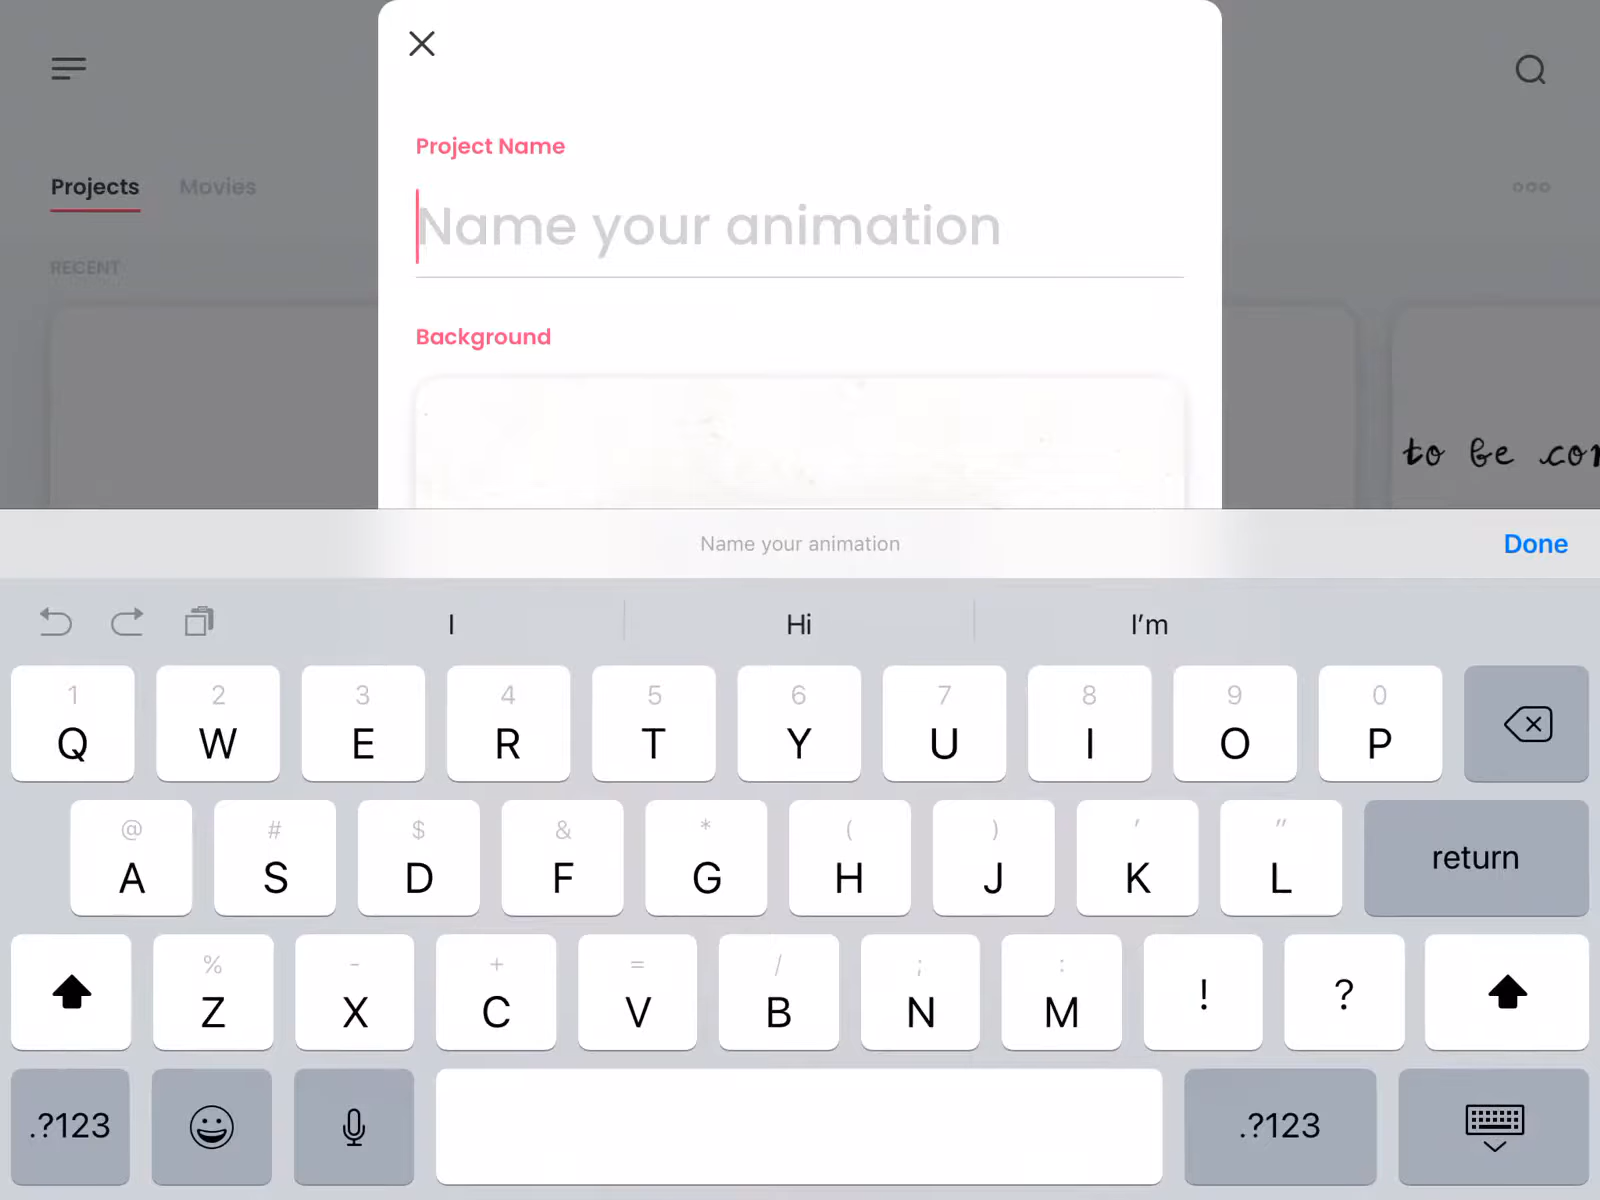 Project Name
Projects Movies
Name your animation
RECENT
Background
to be con
Name your animation
Done
I Hi I'm
1 2 3 4 5 6 7 8 9 0
Q W E R T Y U I O P
@ # $ & * ( ) ' "
A S D F G H J K L return
% - + = / ; :
Z X C V B N M ! ?
.?123 .?123